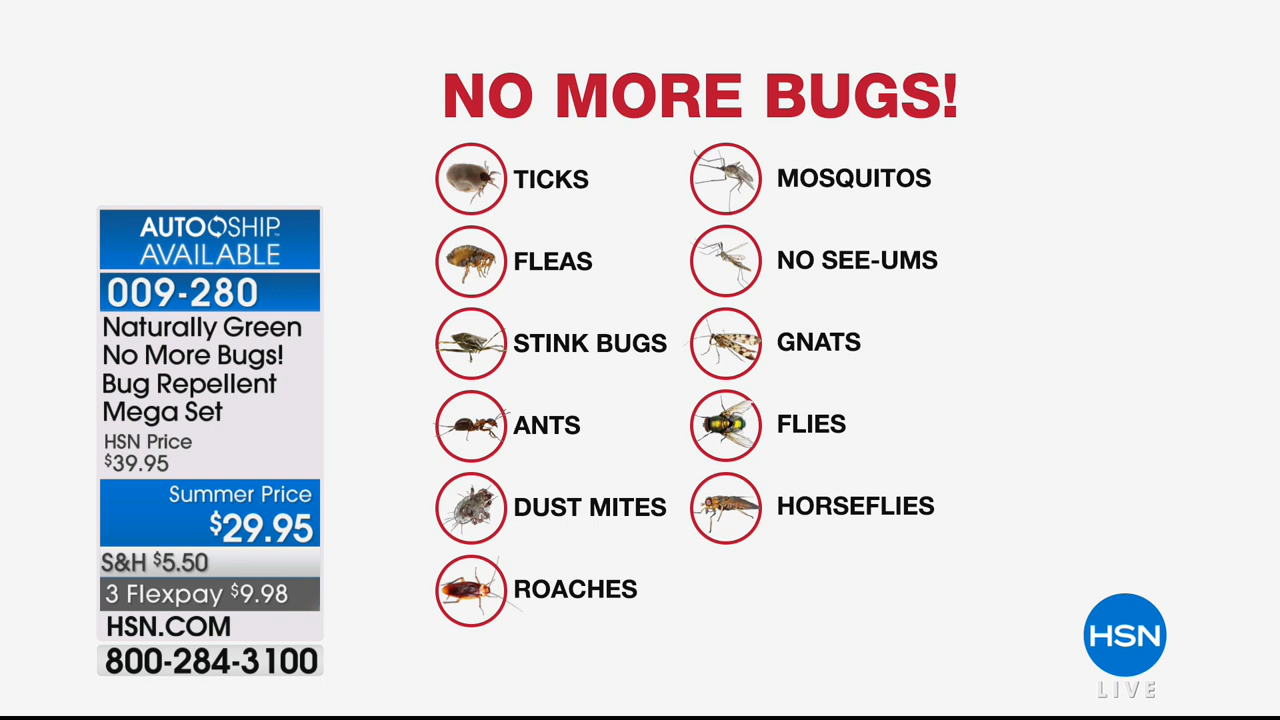 NO MORE BUGS!
TICKS
FLEAS
STINK BUGS
ANTS
DUST MITES
ROACHES
MOSQUITOS
NO SEE-UMS
GNATS
FLIES
HORSEFLIES
AUTOSHIP
AVAILABLE
009-280
Naturally Green
No More Bugs!
Bug Repellent
Mega Set
HSN Price
$39.95
Summer Price
$29.95
S&H $5.50
3 Flexpay $9.98
HSN.COM
800-284-3100
HSN
LIVE